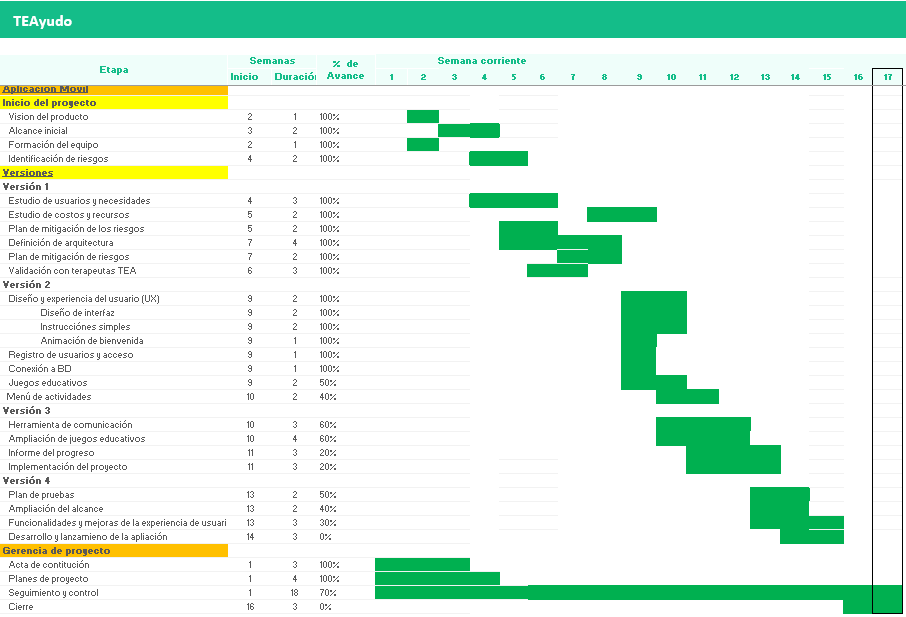 TEAyudo
Semanas % de Semana corriente
Etapa Inicio Duración Avance 1 2 3 4 5 6 7 8 9 10 11 12 13 14 15 16 17
Aplicación Móvil
Inicio del proyecto
Vision del producto 2 1 100%
Alcance inicial 3 2 100%
Formación del equipo 2 1 100%
Identificación de riesgos 4 2 100%
Versiones
Versión 1
Estudio de usuarios y necesidades 4 3 100%
Estudio de costos y recursos 5 2 100%
Plan de mitigación de los riesgos 5 2 100%
Definición de arquitectura 7 4 100%
Plan de mitigación de riesgos 7 2 100%
Validación con terapeutas TEA 6 3 100%
Versión 2
Diseño y experiencia del usuario (UX) 9 2 100%
Diseño de interfaz 9 2 100%
Instrucciónes simples 9 2 100%
Animación de bienvenida 9 1 100%
Registro de usuarios y acceso 9 1 100%
Conexión a BD 9 1 100%
Juegos educativos 9 2 50%
Menú de actividades 10 2 40%
Versión 3
Herramienta de comunicación 10 3 60%
Ampliación de juegos educativos 10 4 60%
Informe del progreso 11 3 20%
Implementación del proyecto 11 3 20%
Versión 4
Plan de pruebas 13 2 50%
Ampliación del alcance 13 2 40%
Funcionalidades y mejoras de la experiencia de usuari 13 3 30%
Desarrollo y lanzamieno de la apliación 14 3 0%
Gerencia de proyecto
Acta de contitución 1 3 100%
Planes de proyecto 1 4 100%
Seguimiento y control 1 18 70%
Cierre 16 3 0%